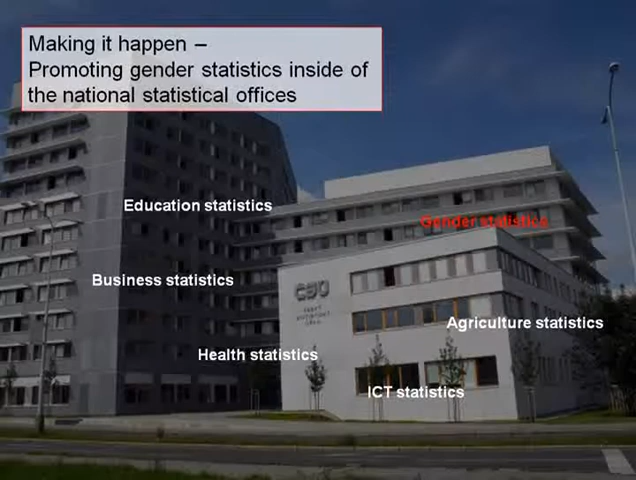 Making it happen –
Promoting gender statistics inside of
the national statistical offices
Education statistics
Gender statistics
Business statistics
Agriculture statistics
Health statistics
ICT statistics